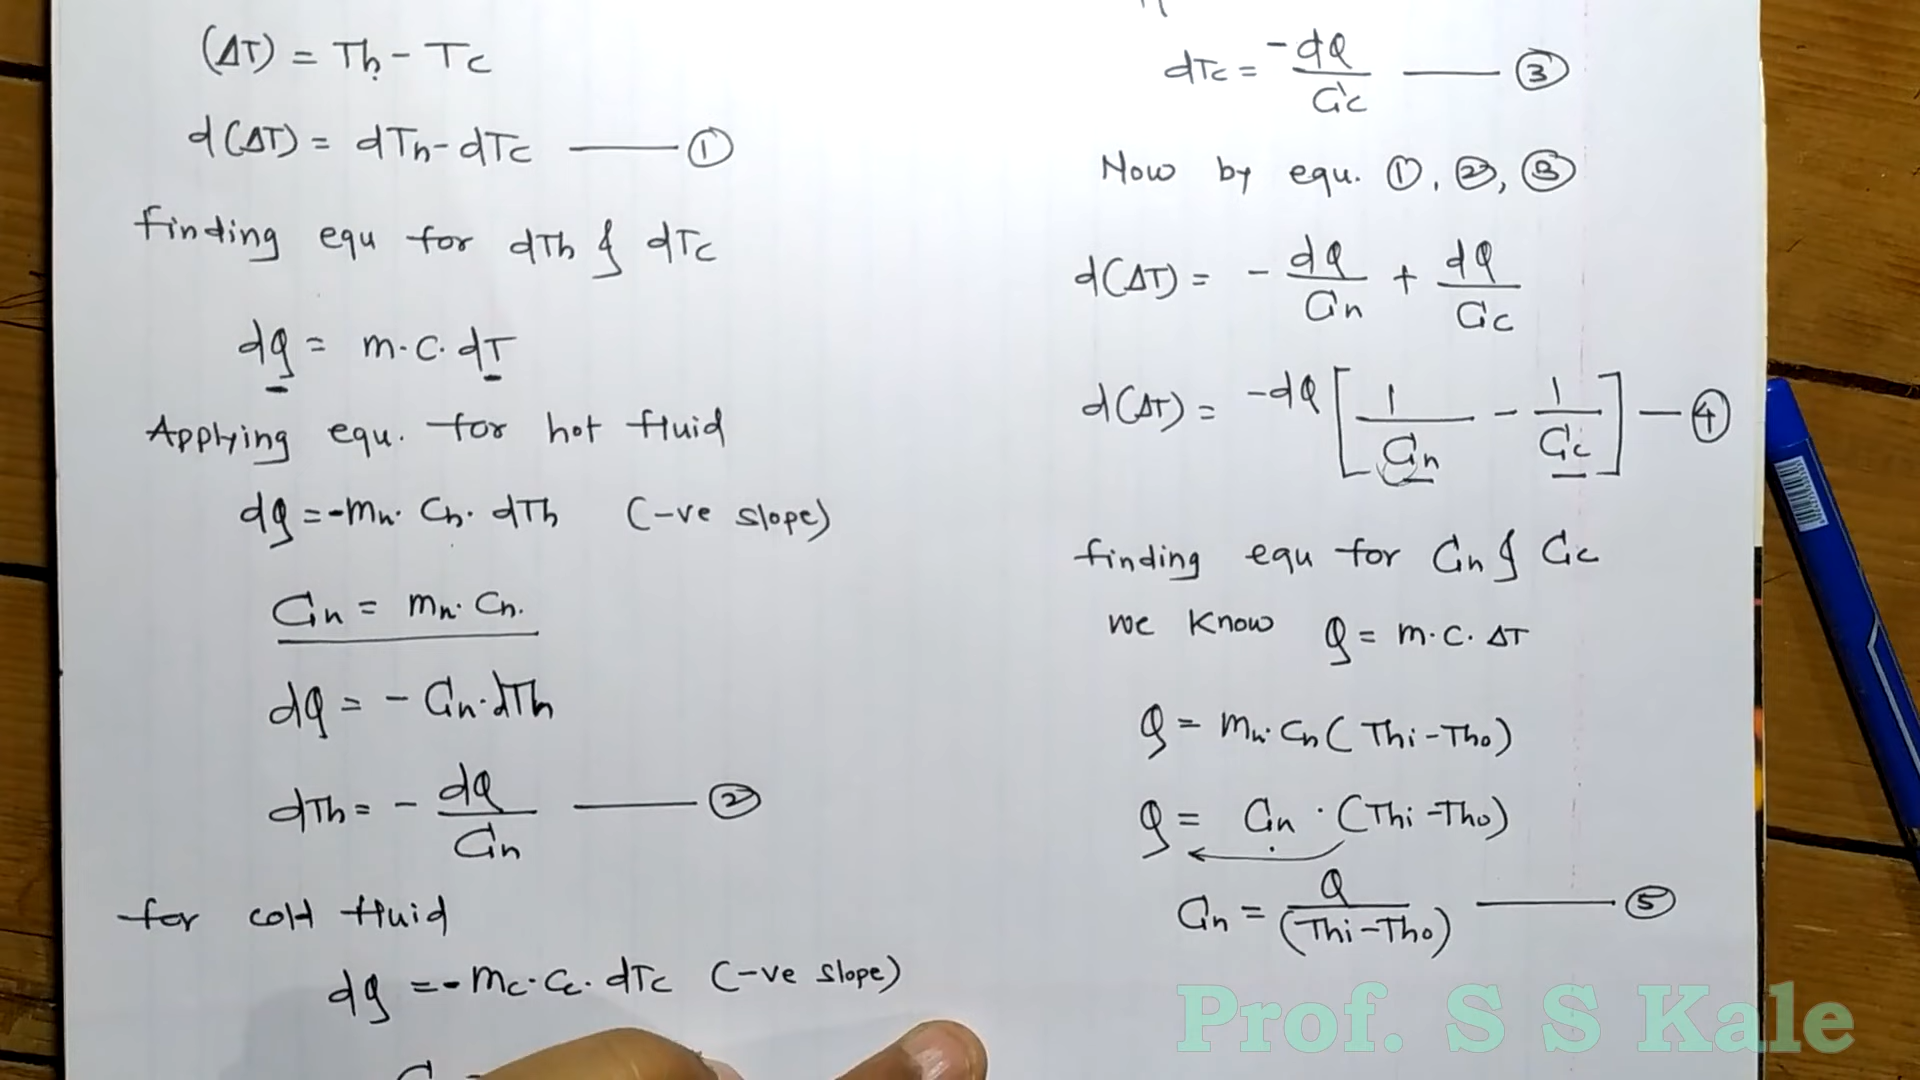 (ΔT) = Th - Tc
d(ΔT) = dTh - dTc —— ①
finding equ for dTh & dTc
dq = m·c·dT
Applying equ. for hot fluid
dq = -mh· Ch· dTh (-ve slope)
Ch = mh· Ch.
dQ = - Ch·dTh
dTh = - dQ/Ch —— ②
for cold fluid
dq = -mc·Cc· dTc (-ve slope)
dTc = -dQ/Cc —— ③
Now by equ. ①, ②, ③
d(ΔT) = - dQ/Ch + dQ/Cc
d(ΔT) = -dQ [1/Ch - 1/Cc] — ④
finding equ for Ch & Cc
we know Q = m·c· ΔT
Q = mh· Ch (Thi - Tho)
Q = Ch · (Thi - Tho)
Ch = Q/(Thi - Tho) —— ⑤
Prof. S S Kale